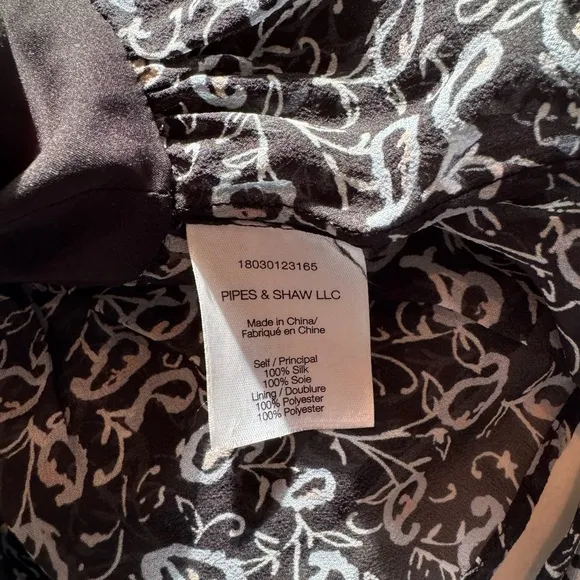 18030123165
PIPES & SHAW LLC
Made in China/
Fabriqué en Chine
Self / Principal
100% Silk
100% Soie
Lining / Doublure
100% Polyester
100% Polyester